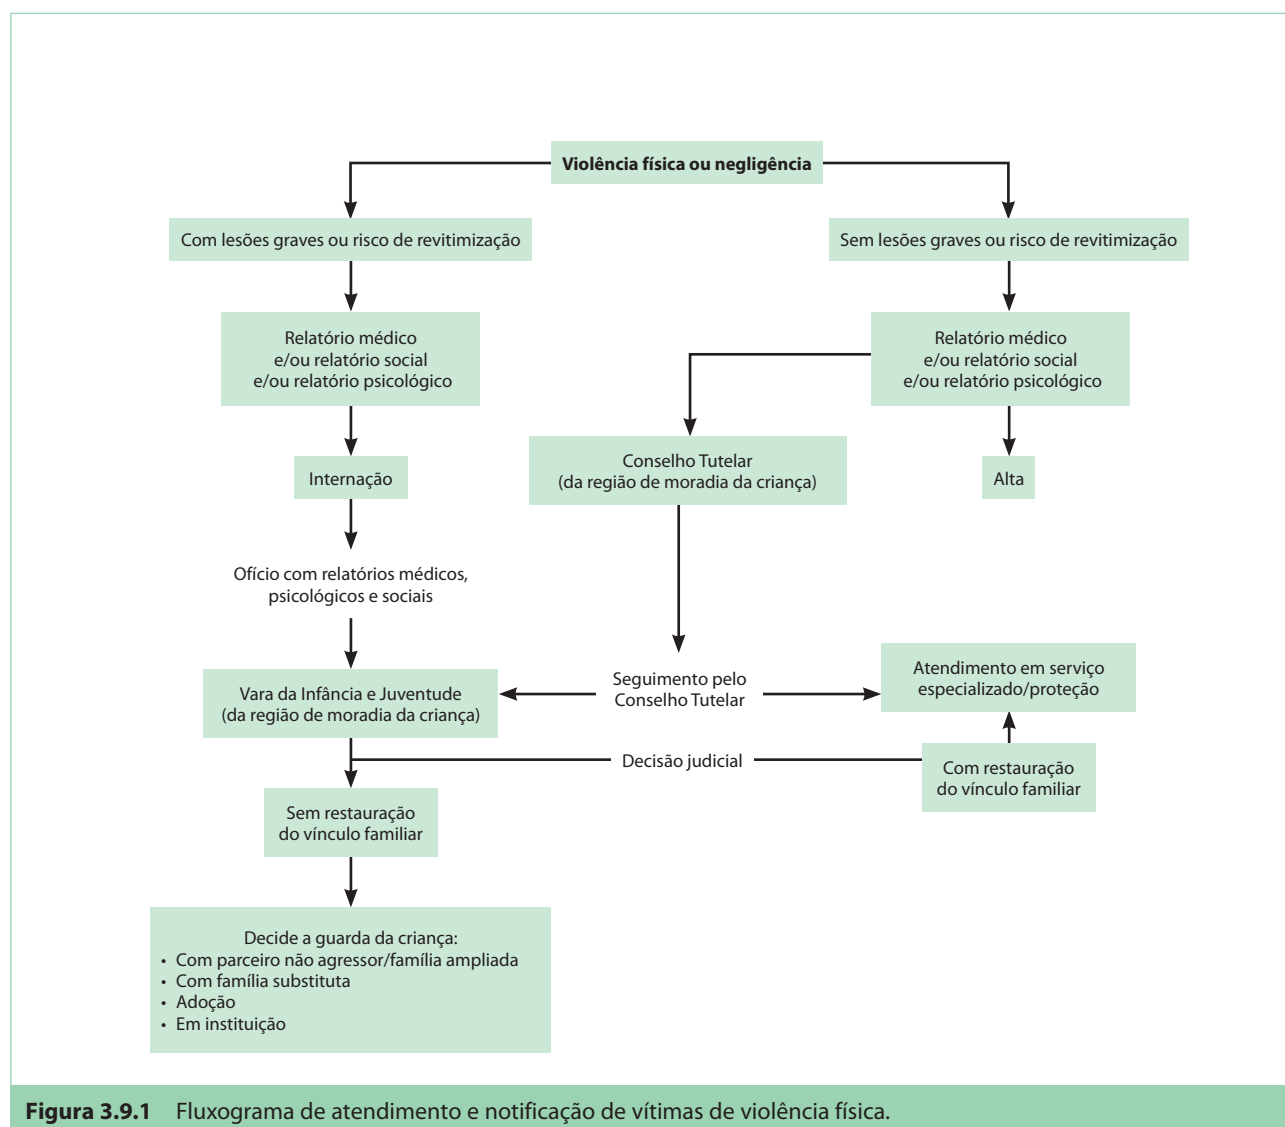 Violência física ou negligência
Com lesões graves ou risco de revitimização
Sem lesões graves ou risco de revitimização
Relatório médico
e/ou relatório social
e/ou relatório psicológico
Relatório médico
e/ou relatório social
e/ou relatório psicológico
Conselho Tutelar
(da região de moradia da criança)
Internação
Alta
Ofício com relatórios médicos,
psicológicos e sociais
Vara da Infância e Juventude
(da região de moradia da criança)
Seguimento pelo
Conselho Tutelar
Atendimento em serviço
especializado/proteção
Decisão judicial
Com restauração
do vínculo familiar
Sem restauração
do vínculo familiar
Decide a guarda da criança:
• Com parceiro não agressor/família ampliada
• Com família substituta
• Adoção
• Em instituição
Figura 3.9.1 Fluxograma de atendimento e notificação de vítimas de violência física.